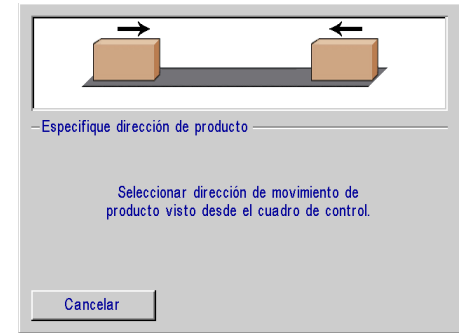 Especifique dirección de producto
Seleccionar dirección de movimiento de
producto visto desde el cuadro de control.
Cancelar